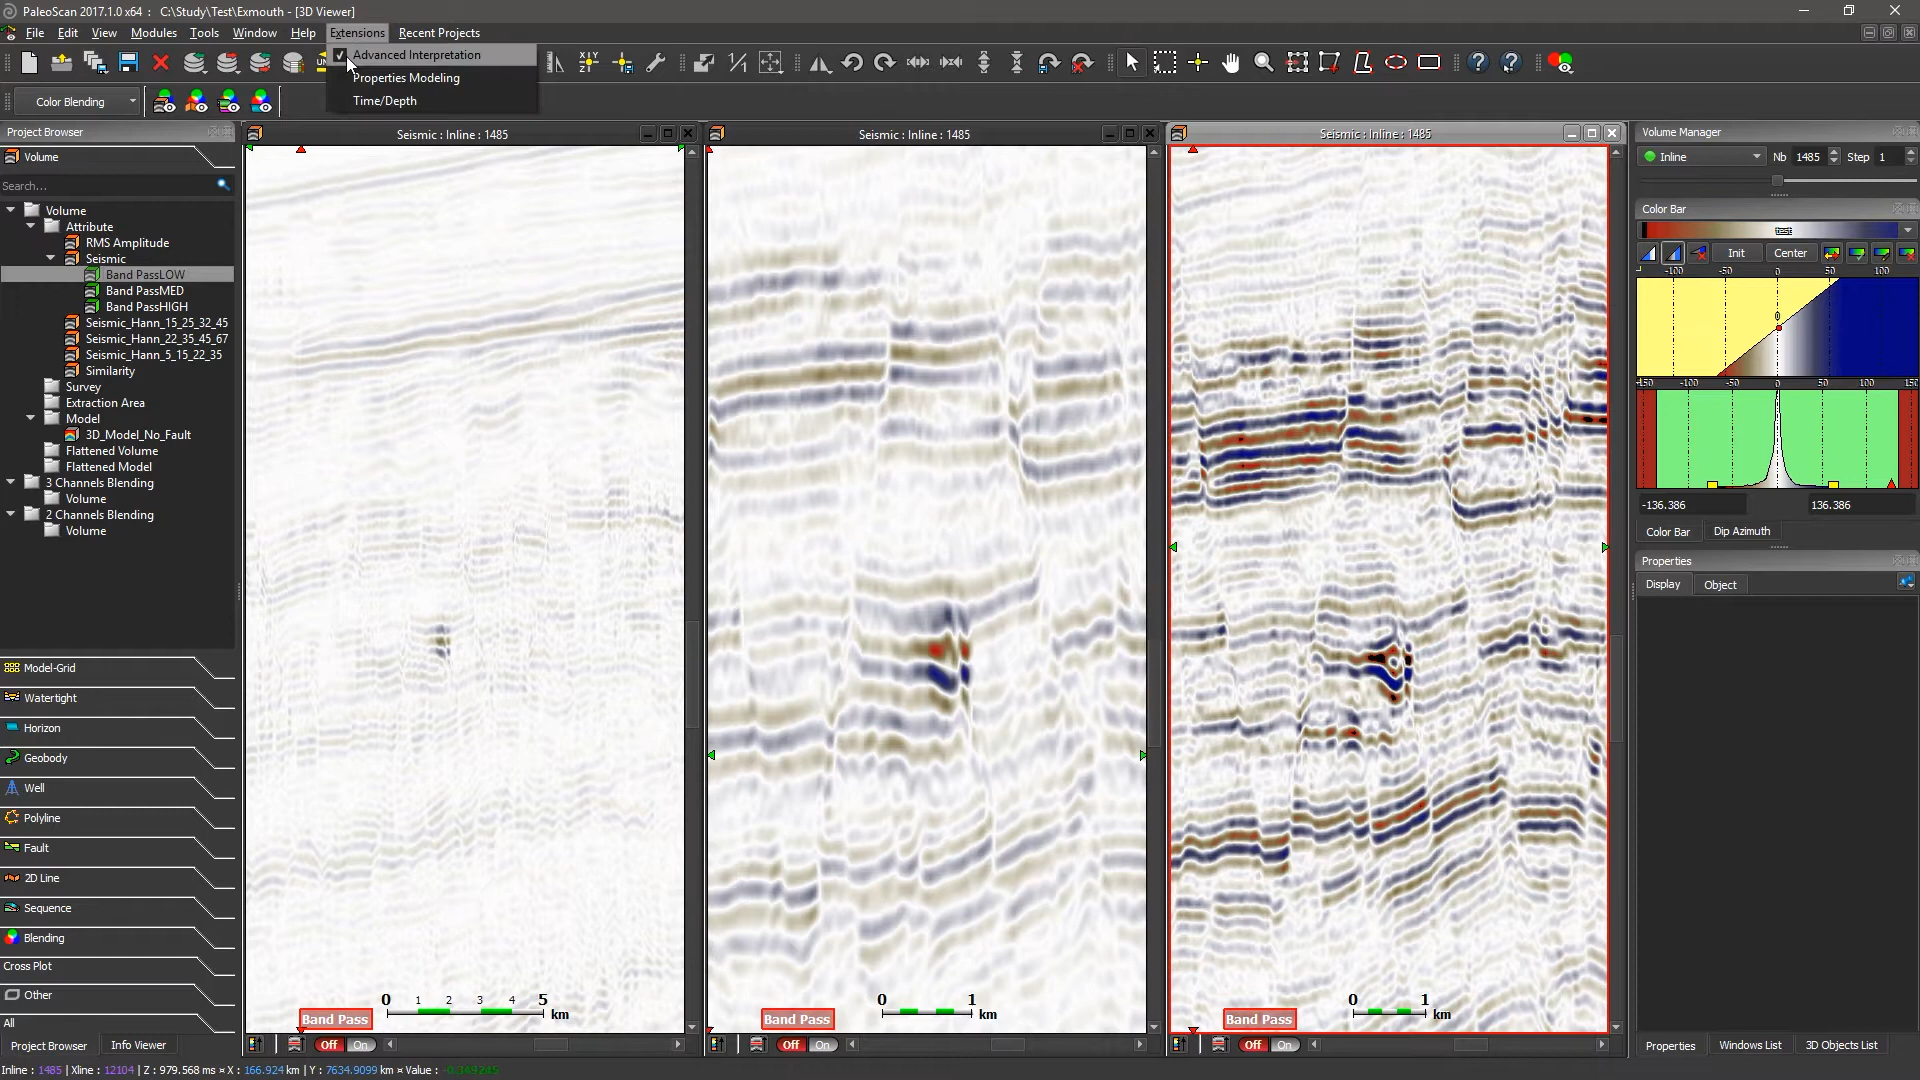 PaleoScan 2017.1.0 x64 :   C:\Study\Test\Exmouth - [3D Viewer]
File Edit View Modules Tools Window Help Extensions Recent Projects
Advanced Interpretation
Properties Modeling
Time/Depth
Color Blending
Project Browser
Volume
Search...
Volume
Attribute
RMS Amplitude
Seismic
Band PassLOW
Band PassMED
Band PassHIGH
Seismic_Hann_15_25_32_45
Seismic_Hann_22_35_45_67
Seismic_Hann_5_15_22_35
Similarity
Survey
Extraction Area
Model
3D_Model_No_Fault
Flattened Volume
Flattened Model
3 Channels Blending
Volume
2 Channels Blending
Volume
Model-Grid
Watertight
Horizon
Geobody
Well
Polyline
Fault
2D Line
Sequence
Blending
Cross Plot
Other
All
Project Browser Info Viewer
Seismic : Inline : 1485
0 1 2 3 4 5
km
Band Pass
Off On
Seismic : Inline : 1485
0 1
km
Band Pass
Off On
Seismic : Inline : 1485
0 1
km
Band Pass
Off On
Volume Manager
Inline Nb 1485 Step 1
Color Bar
test
Init Center
-100 -50 0 50 100
0
-150 -100 -50 0 50 100 150
-136.386 136.386
Color Bar Dip Azimuth
Properties
Display Object
Properties Windows List 3D Objects List
Inline : 1485 | Xline : 12104 | Z : 979.568 ms ¤ X : 166.924 km | Y : 7634.9099 km ¤ Value :